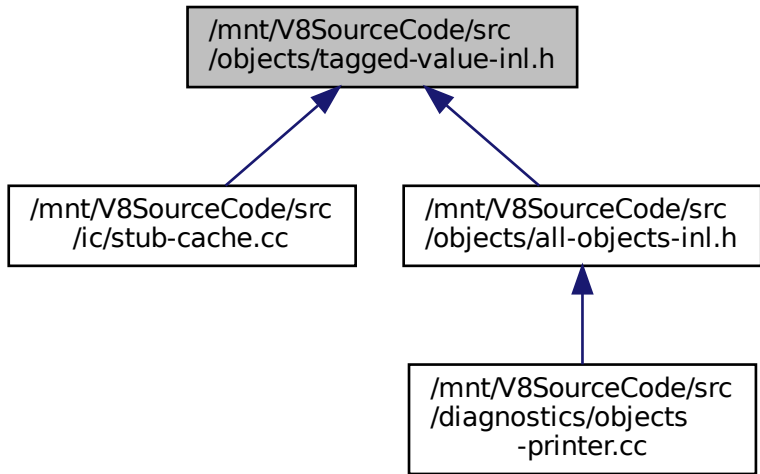 /mnt/V8SourceCode/src
/objects/tagged-value-inl.h
/mnt/V8SourceCode/src
/ic/stub-cache.cc
/mnt/V8SourceCode/src
/objects/all-objects-inl.h
/mnt/V8SourceCode/src
/diagnostics/objects
-printer.cc